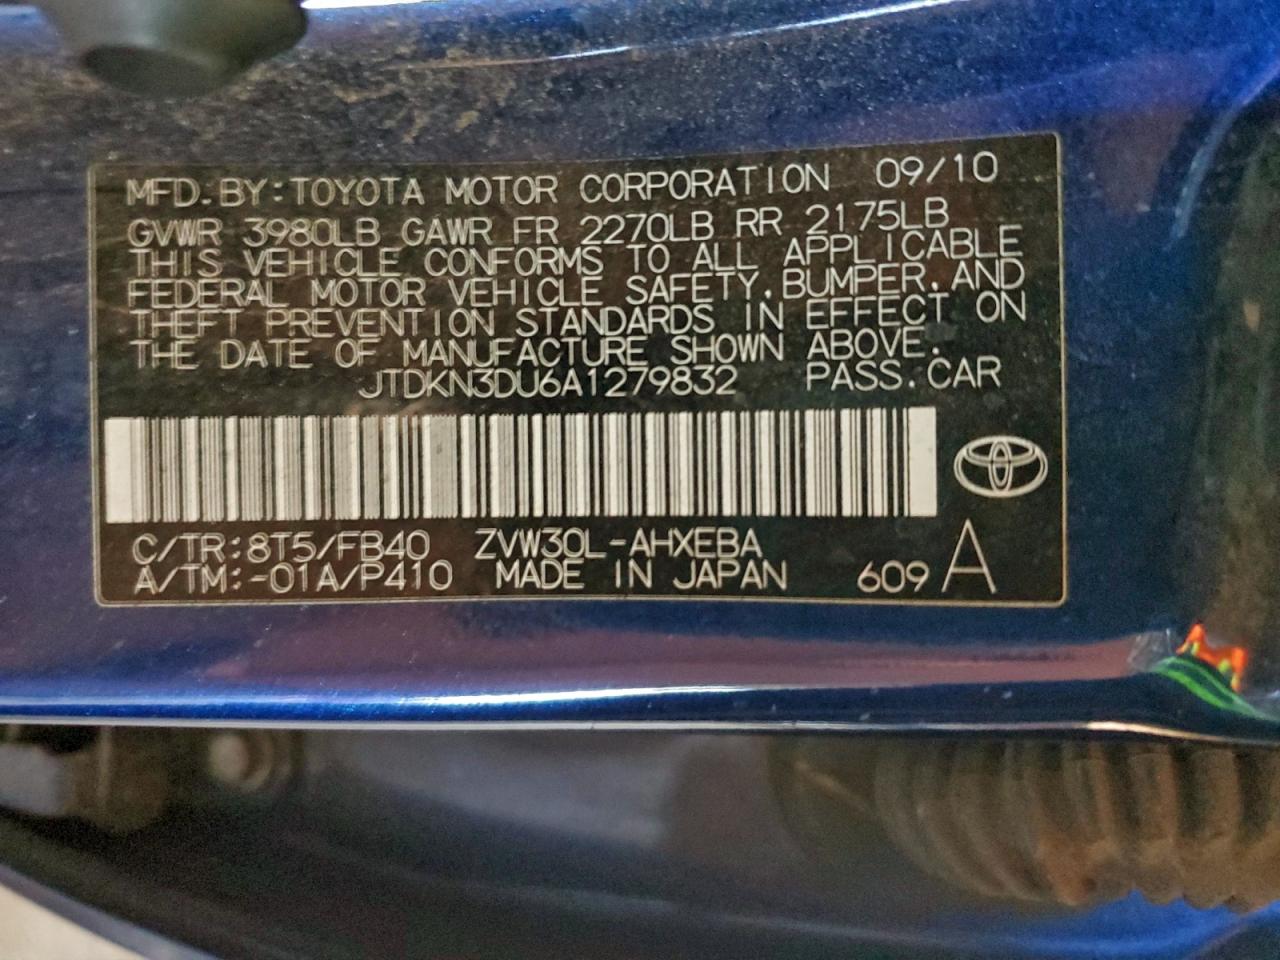 MFD. BY: TOYOTA MOTOR CORPORATION 09/10
GVWR 3980LB GAWR FR 2270LB RR 2175LB
THIS VEHICLE CONFORMS TO ALL APPLICABLE
FEDERAL MOTOR VEHICLE SAFETY, BUMPER, AND
THEFT PREVENTION STANDARDS IN EFFECT ON
THE DATE OF MANUFACTURE SHOWN ABOVE.
JTDKN3DU6A1279832 PASS. CAR
C/TR: 8T5/FB40 ZVW30L-AHXEBA
A/TM: -01A/P410 MADE IN JAPAN 609 A